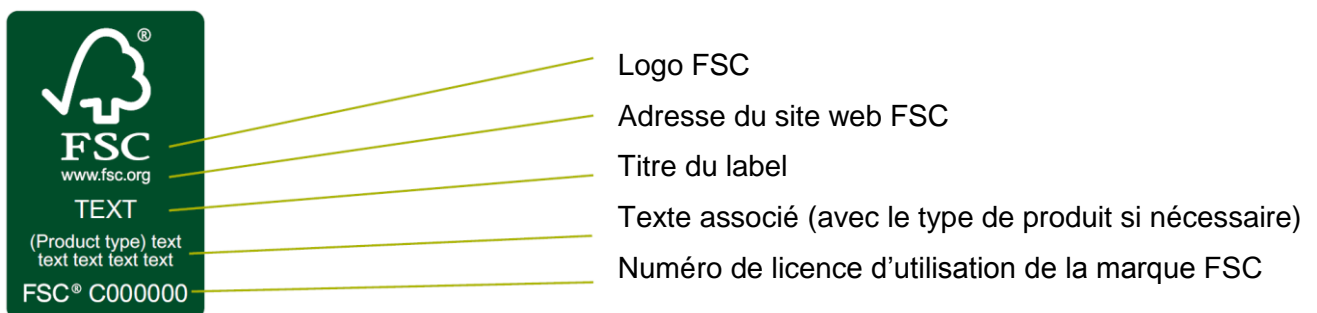 ®
FSC
www.fsc.org
TEXT
(Product type) text
text text text text
FSC® C000000
Logo FSC
Adresse du site web FSC
Titre du label
Texte associé (avec le type de produit si nécessaire)
Numéro de licence d’utilisation de la marque FSC